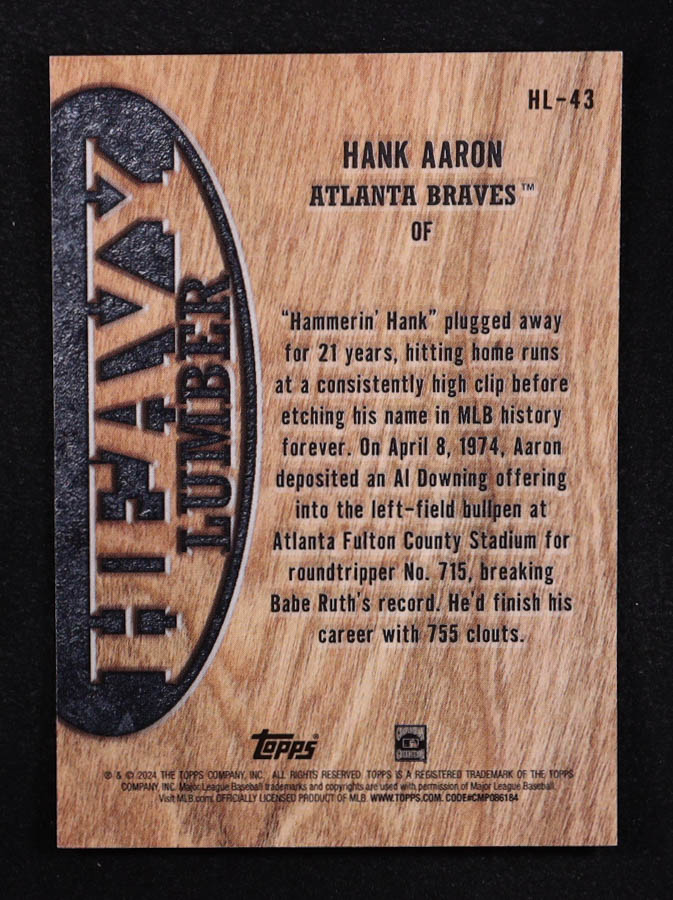 HL-43
HANK AARON
ATLANTA BRAVES™
OF
HEAVY
LUMBER
"Hammerin' Hank" plugged away
for 21 years, hitting home runs
at a consistently high clip before
etching his name in MLB history
forever. On April 8, 1974, Aaron
deposited an Al Downing offering
into the left-field bullpen at
Atlanta Fulton County Stadium for
roundtripper No. 715, breaking
Babe Ruth's record. He'd finish his
career with 755 clouts.
Topps®
® & © 2024 THE TOPPS COMPANY, INC. ALL RIGHTS RESERVED. TOPPS IS A REGISTERED TRADEMARK OF THE TOPPS
COMPANY, INC. Major League Baseball trademarks and copyrights are used with permission of Major League Baseball.
Visit MLB.com. OFFICIALLY LICENSED PRODUCT OF MLB. WWW.TOPPS.COM. CODE#CMP086184